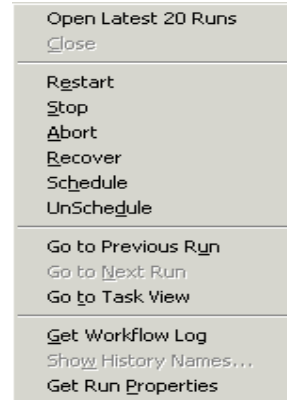 Open Latest 20 Runs
Close
Restart
Stop
Abort
Recover
Schedule
UnSchedule
Go to Previous Run
Go to Next Run
Go to Task View
Get Workflow Log
Show History Names...
Get Run Properties